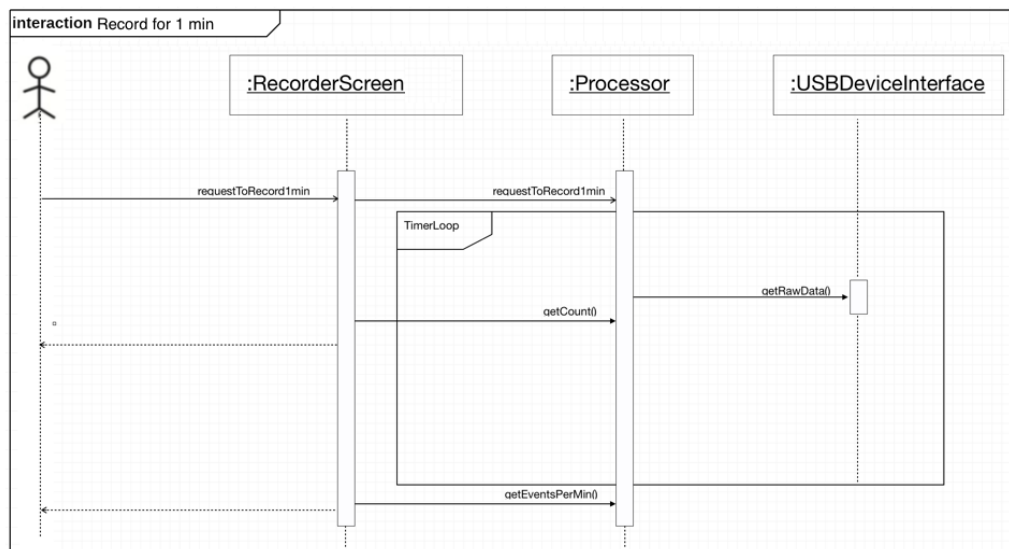 interaction Record for 1 min
:RecorderScreen
:Processor
:USBDeviceInterface
requestToRecord1min
requestToRecord1min
TimerLoop
getRawData()
getCount()
getEventsPerMin()